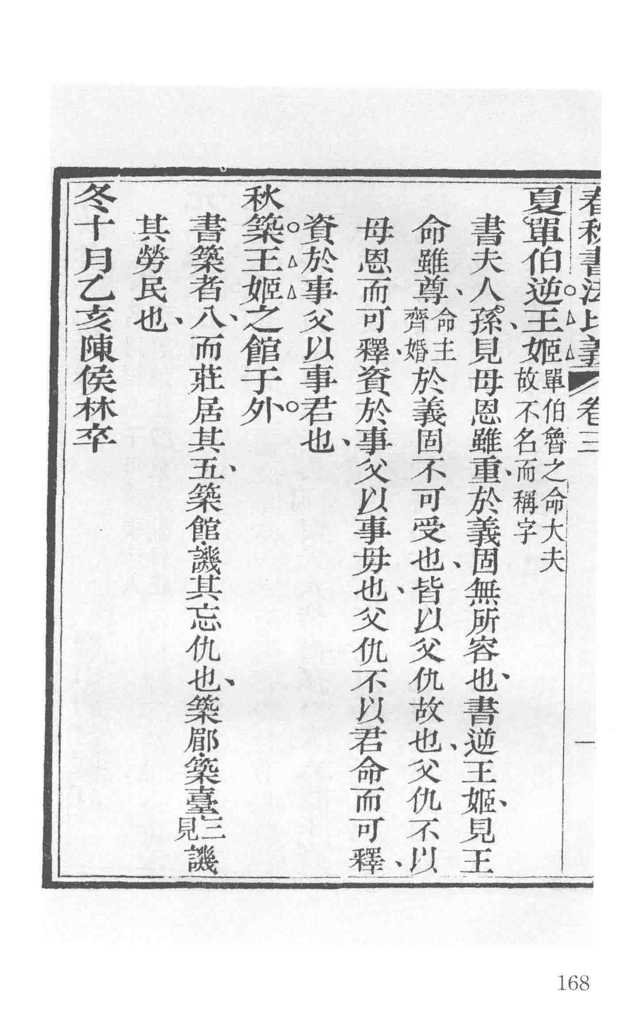 春秋書法比義 卷三 一
夏單伯逆王姬單伯魯之命大夫故不名而稱字
書夫人孫見母恩雖重於義固無所容也書逆王姬見王
命雖尊命主齊婚於義固不可受也皆以父仇故也父仇不以
母恩而可釋資於事父以事母也父仇不以君命而可釋
資於事父以事君也
秋築王姬之館于外
書築者八而莊居其五築館譏其忘仇也築郿築臺三見譏
其勞民也
冬十月乙亥陳侯林卒
168